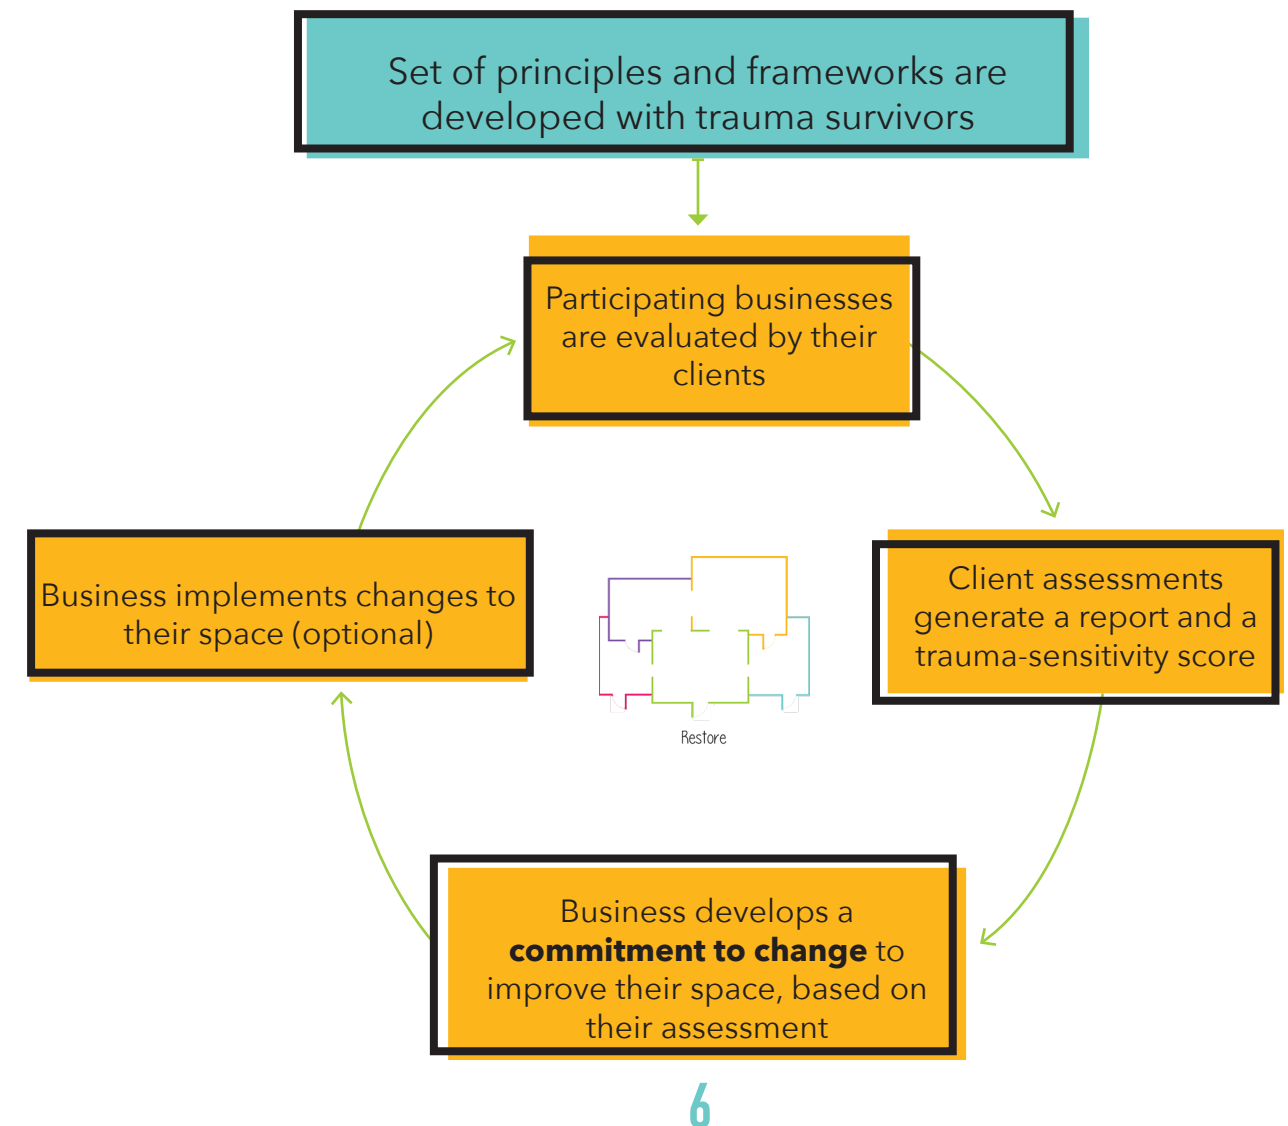 Set of principles and frameworks are
developed with trauma survivors
Participating businesses
are evaluated by their
clients
Client assessments
generate a report and a
trauma-sensitivity score
Business implements changes to
their space (optional)
Restore
Business develops a
commitment to change to
improve their space, based on
their assessment
6